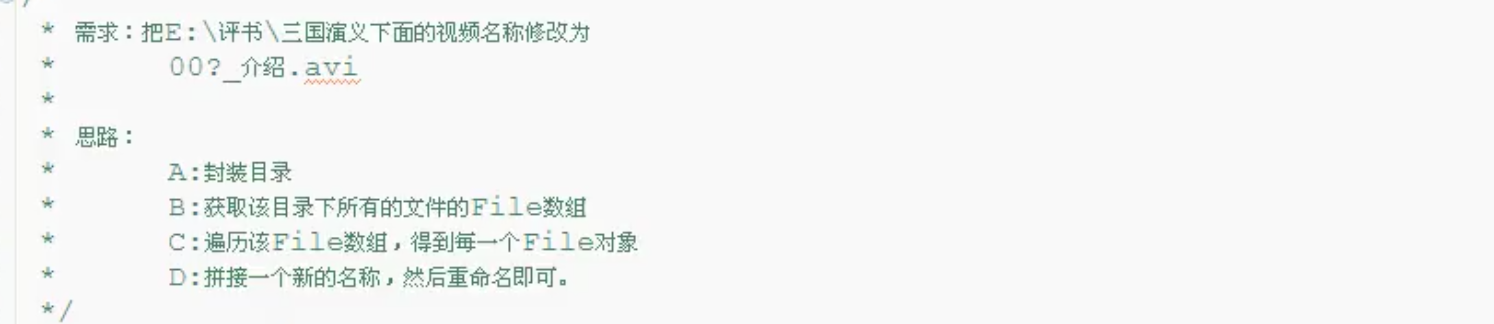 * 需求：把E:\评书\三国演义下面的视频名称修改为
* 00?_介绍.avi
*
* 思路：
* A:封装目录
* B:获取该目录下所有的文件的File数组
* C:遍历该File数组，得到每一个File对象
* D:拼接一个新的名称，然后重命名即可。
*/